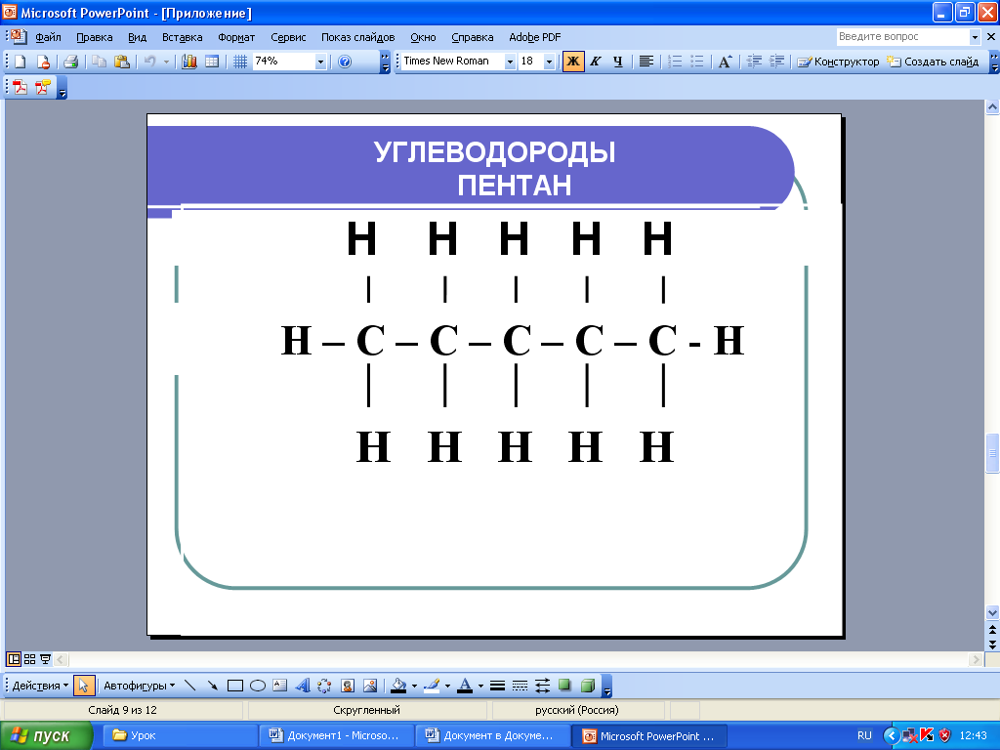 Microsoft PowerPoint - [Приложение]
Файл Правка Вид Вставка Формат Сервис Показ слайдов Окно Справка Adobe PDF Введите вопрос
74% Times New Roman 18 Ж К Ч Конструктор Создать слайд
УГЛЕВОДОРОДЫ
ПЕНТАН
H H H H H
H – C – C – C – C – C - H
H H H H H
Действия Автофигуры
Слайд 9 из 12 Скругленный русский (Россия)
пуск Урок Документ1 - Microso... Документ в Докуме... Microsoft PowerPoint ... RU 12:43